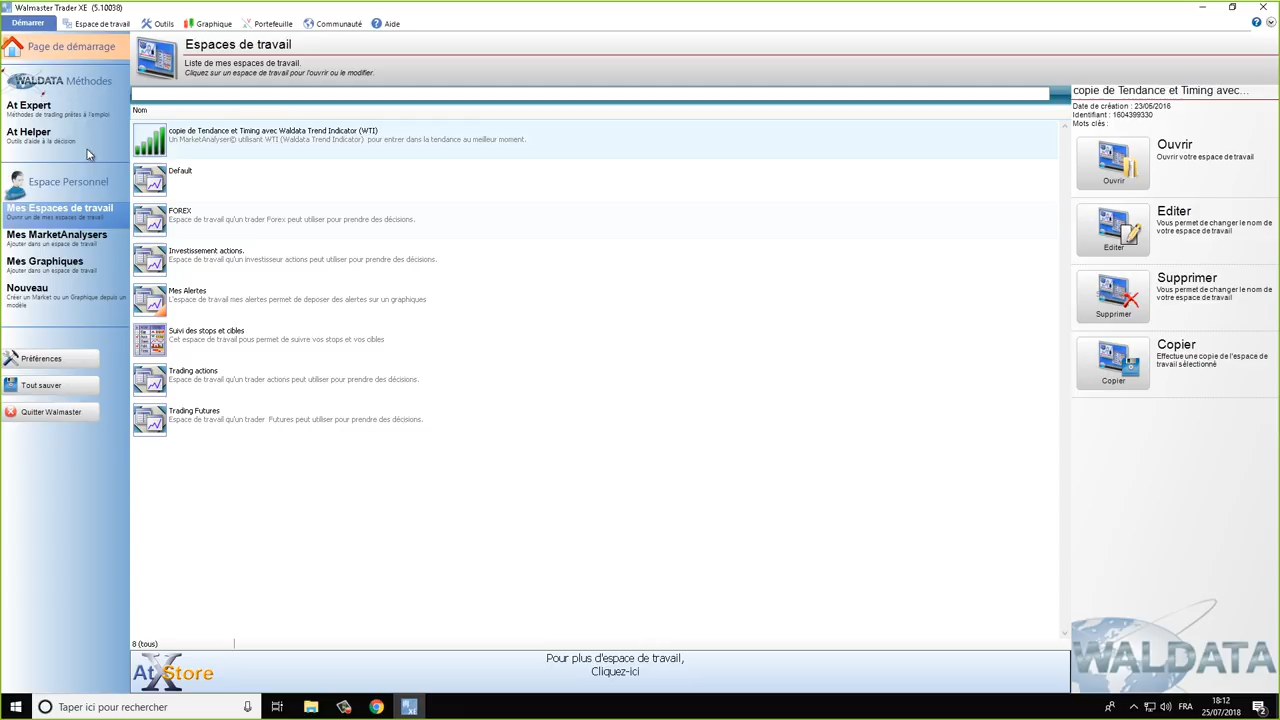 Walmaster Trader XE (5.10038)
Démarrer
Espace de travail
Outils
Graphique
Portefeuille
Communauté
Aide
Page de démarrage
WALDATA Méthodes
At Expert
Méthodes de trading prêtes à l'emploi
At Helper
Outils d'aide à la décision
Espace Personnel
Mes Espaces de travail
Ouvrir un de mes espaces de travail
Mes MarketAnalysers
Ajouter dans un espace de travail
Mes Graphiques
Ajouter dans un espace de travail
Nouveau
Créer un Market ou un Graphique depuis un
modèle
Préférences
Tout sauver
Quitter Walmaster
Espaces de travail
Liste de mes espaces de travail.
Cliquez sur un espace de travail pour l'ouvrir ou le modifier.
Nom
copie de Tendance et Timing avec Waldata Trend Indicator (WTI)
Un MarketAnalyser© utilisant WTI (Waldata Trend Indicator) pour entrer dans la tendance au meilleur moment.
Default
FOREX
Espace de travail qu'un trader Forex peut utiliser pour prendre des décisions.
Investissement actions.
Espace de travail qu'un investisseur actions peut utiliser pour prendre des décisions.
Mes Alertes
L'espace de travail mes alertes permet de deposer des alertes sur un graphiques
Suivi des stops et cibles
Cet espace de travail pous permet de suivre vos stops et vos cibles
Trading actions
Espace de travail qu'un trader actions peut utiliser pour prendre des décisions.
Trading Futures
Espace de travail qu'un trader Futures peut utiliser pour prendre des décisions.
8 (tous)
At X Store
Pour plus d'espace de travail,
Cliquez-ici
copie de Tendance et Timing avec...
Date de création : 23/05/2016
Identifiant : 1604399330
Mots clés :
Ouvrir
Ouvrir
Ouvrir votre espace de travail
Editer
Editer
Vous permet de changer le nom de
votre espace de travail
Supprimer
Supprimer
Vous permet de changer le nom de
votre espace de travail
Copier
Copier
Effectue une copie de l'espace de
travail sélectionné
WALDATA
Taper ici pour rechercher
FRA
18:12
25/07/2018
2